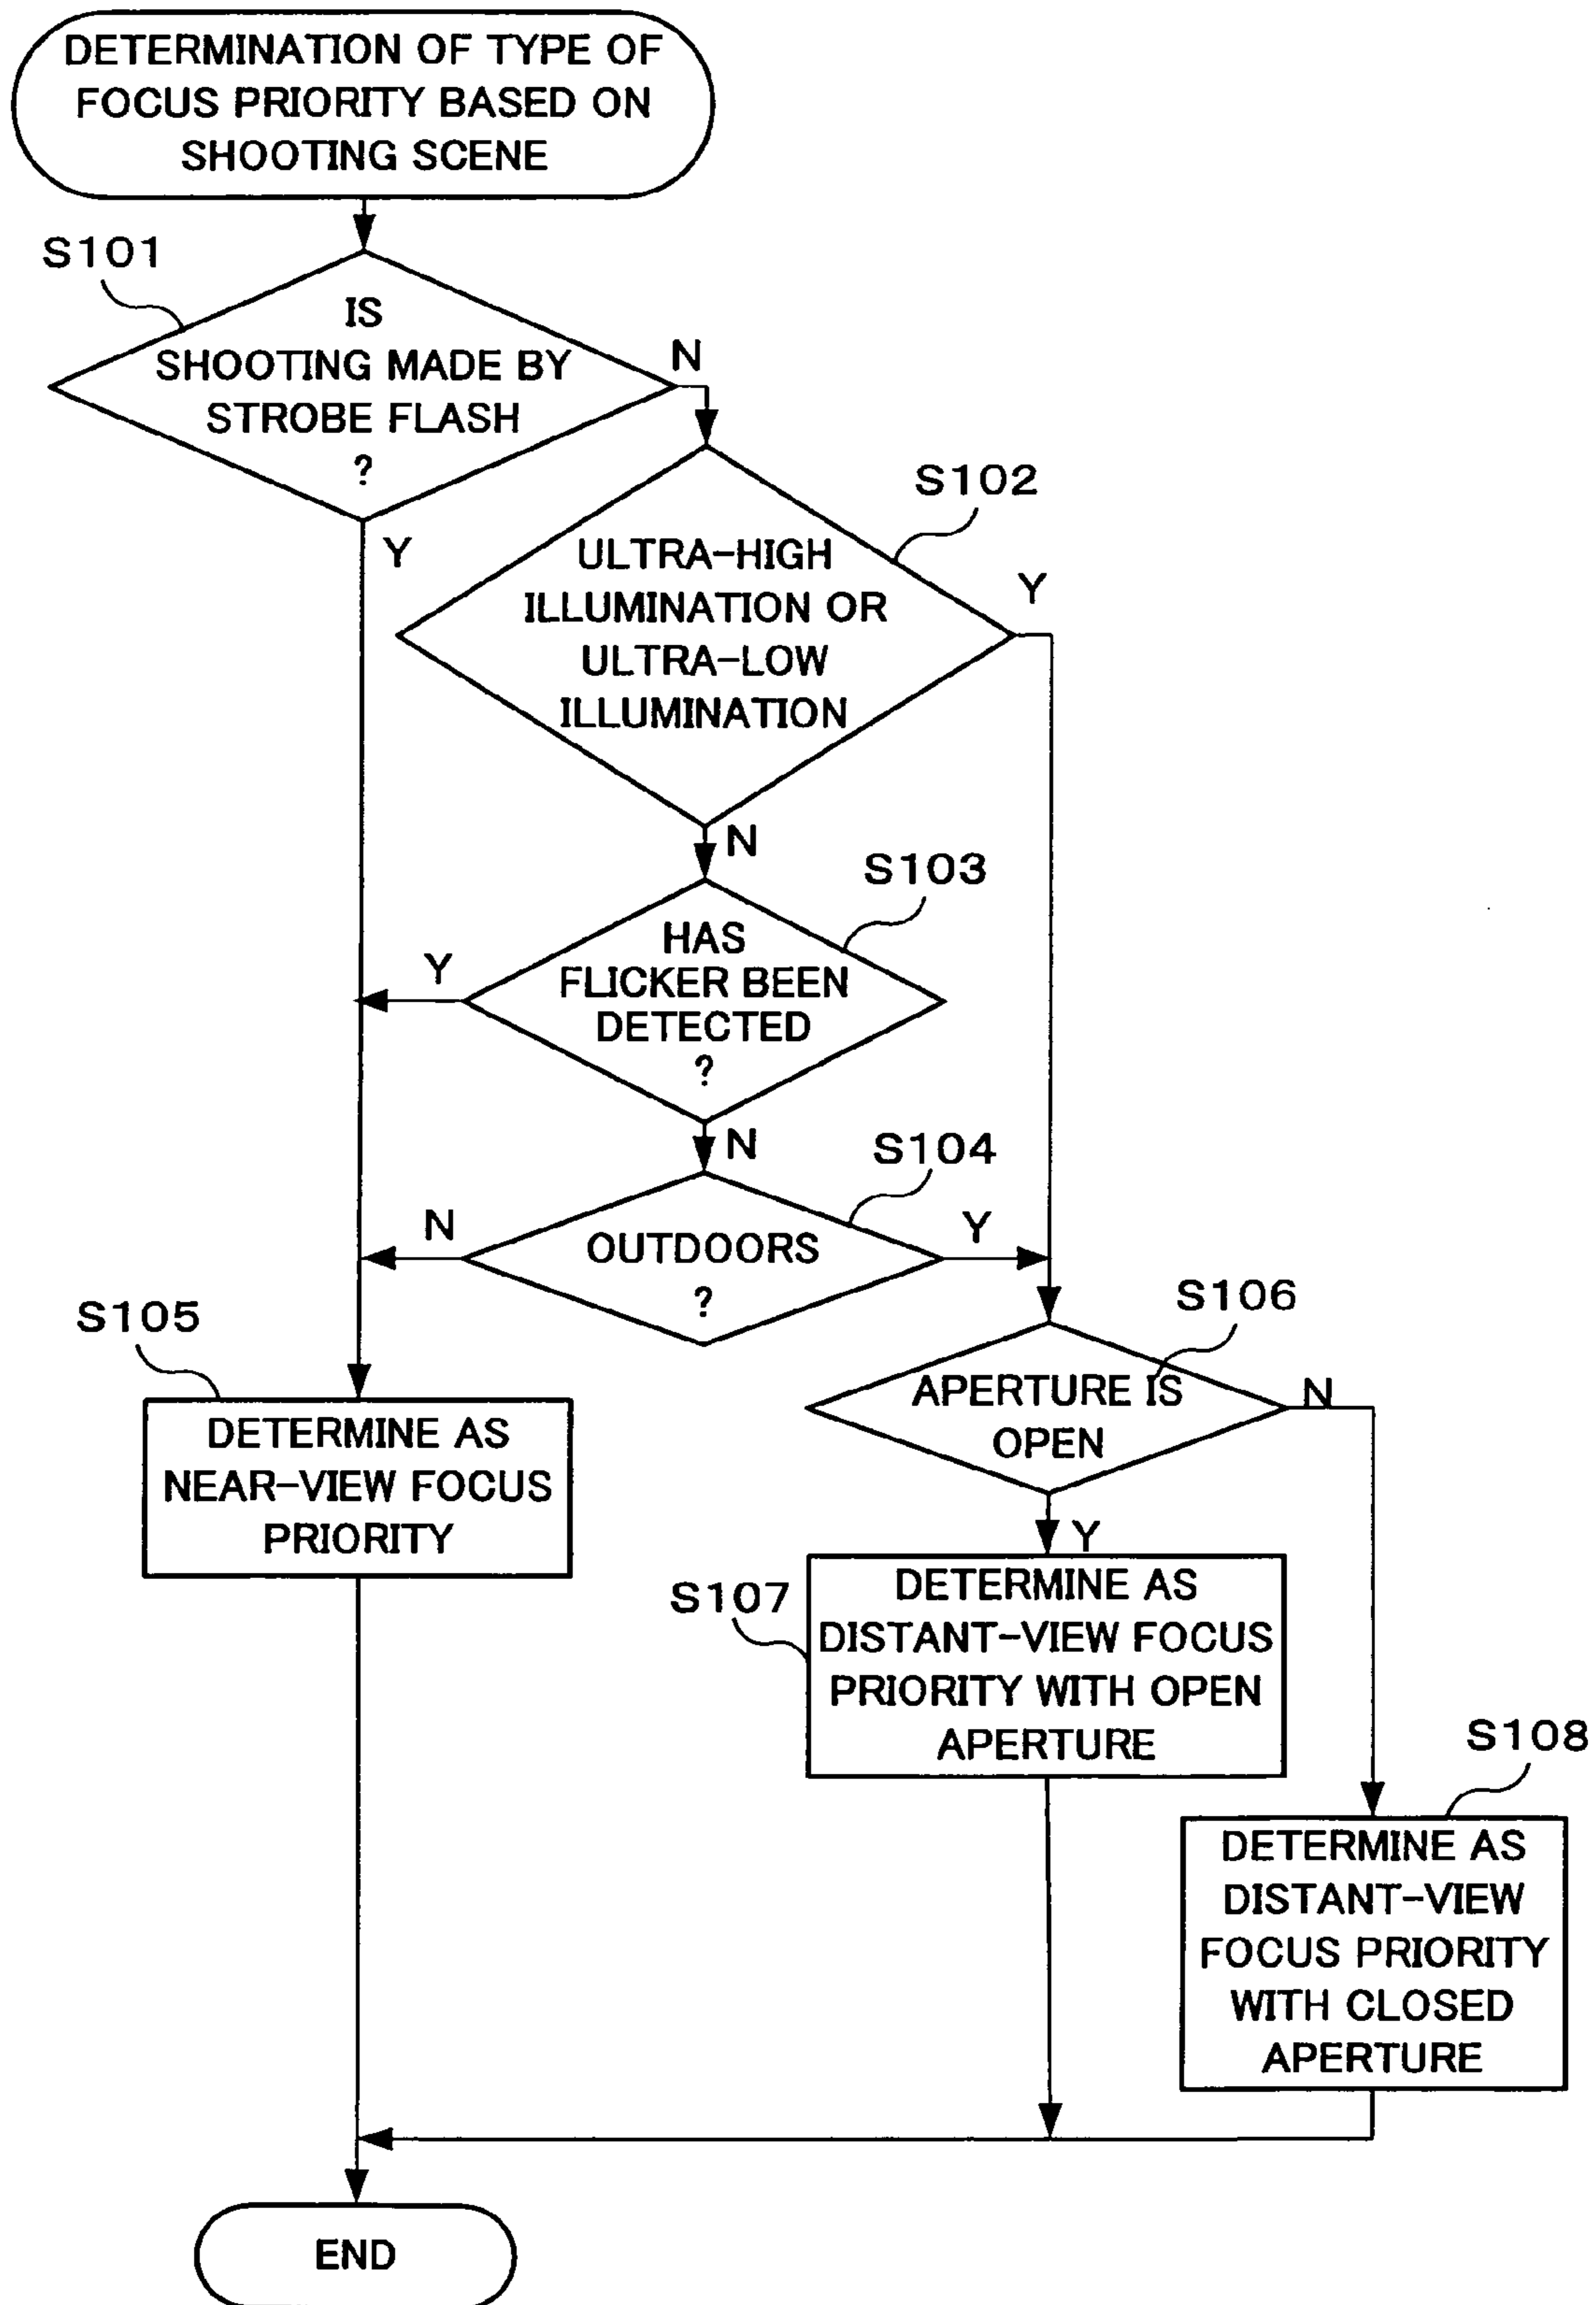 DETERMINATION OF TYPE OF
FOCUS PRIORITY BASED ON
SHOOTING SCENE
S101
IS
SHOOTING MADE BY
STROBE FLASH
?
N
Y
S102
ULTRA-HIGH
ILLUMINATION OR
ULTRA-LOW
ILLUMINATION
Y
N
S103
HAS
FLICKER BEEN
DETECTED
?
Y
N
S104
OUTDOORS
?
N
Y
S105
DETERMINE AS
NEAR-VIEW FOCUS
PRIORITY
S106
APERTURE IS
OPEN
N
Y
S107
DETERMINE AS
DISTANT-VIEW FOCUS
PRIORITY WITH OPEN
APERTURE
S108
DETERMINE AS
DISTANT-VIEW
FOCUS PRIORITY
WITH CLOSED
APERTURE
END